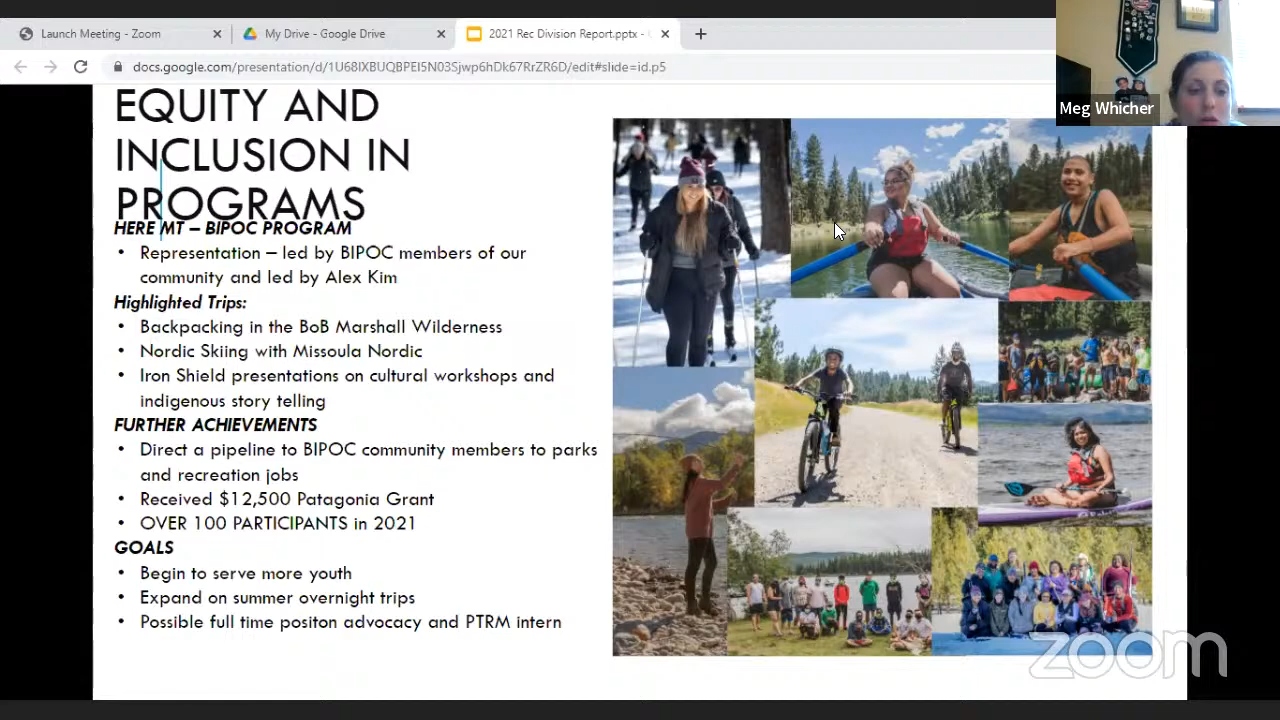 Launch Meeting - Zoom
My Drive - Google Drive
2021 Rec Division Report.pptx -
docs.google.com/presentation/d/1U68IXBUQBPEI5N03Sjwp6hDk67RrZR6D/edit#slide=id.p5
Meg Whicher
EQUITY AND
INCLUSION IN
PROGRAMS
HERE MT – BIPOC PROGRAM
• Representation – led by BIPOC members of our
community and led by Alex Kim
Highlighted Trips:
• Backpacking in the BoB Marshall Wilderness
• Nordic Skiing with Missoula Nordic
• Iron Shield presentations on cultural workshops and
indigenous story telling
FURTHER ACHIEVEMENTS
• Direct a pipeline to BIPOC community members to parks
and recreation jobs
• Received $12,500 Patagonia Grant
• OVER 100 PARTICIPANTS in 2021
GOALS
• Begin to serve more youth
• Expand on summer overnight trips
• Possible full time positon advocacy and PTRM intern
zoom